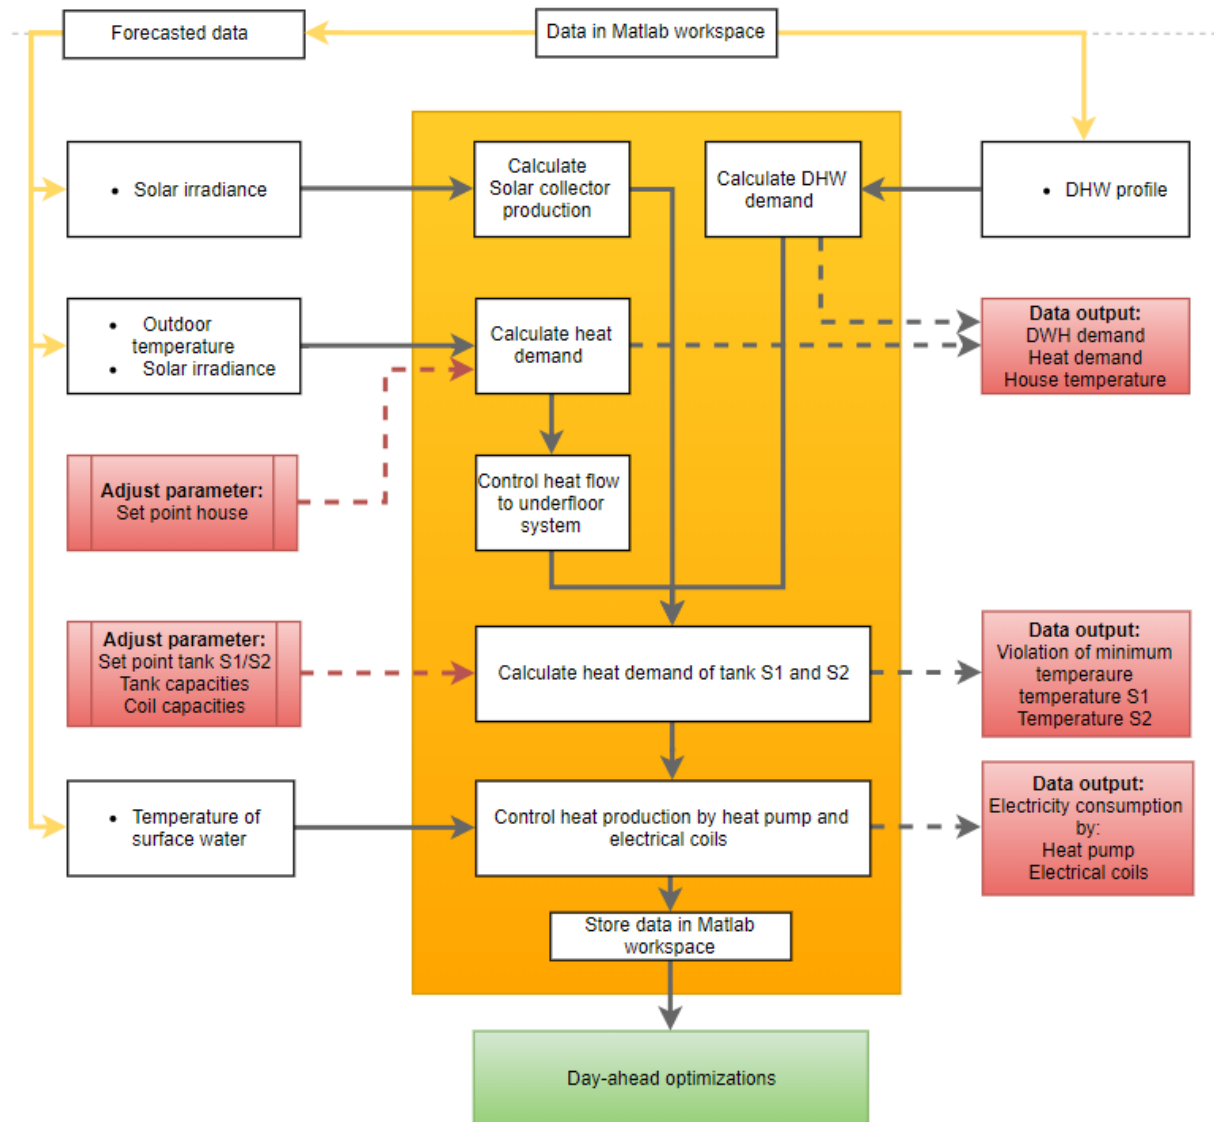 Forecasted data
Data in Matlab workspace
• Solar irradiance
Calculate
Solar collector
production
Calculate DHW
demand
• DHW profile
• Outdoor
temperature
• Solar irradiance
Calculate heat
demand
Data output:
DWH demand
Heat demand
House temperature
Adjust parameter:
Set point house
Control heat flow
to underfloor
system
Adjust parameter:
Set point tank S1/S2
Tank capacities
Coil capacities
Calculate heat demand of tank S1 and S2
Data output:
Violation of minimum
temperaure
temperature S1
Temperature S2
• Temperature of
surface water
Control heat production by heat pump and
electrical coils
Data output:
Electricity consumption
by:
Heat pump
Electrical coils
Store data in Matlab
workspace
Day-ahead optimizations